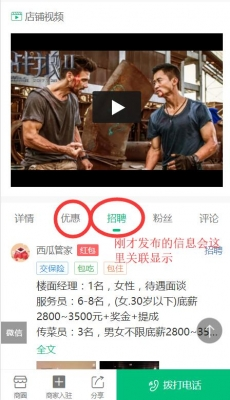 店铺视频
详情 优惠 招聘 粉丝 评论
刚才发布的信息会这
里关联显示
西瓜管家 红包 招聘
交保险 包吃 包住
楼面经理：1名，女性，待遇面议
服务员：6-8名，(女.30岁以下)底薪
2800~3500元+奖金+提成
传菜员：3名，男女不限底薪2800~35...
微信
全文
商圈 商家入驻 分享 拨打电话